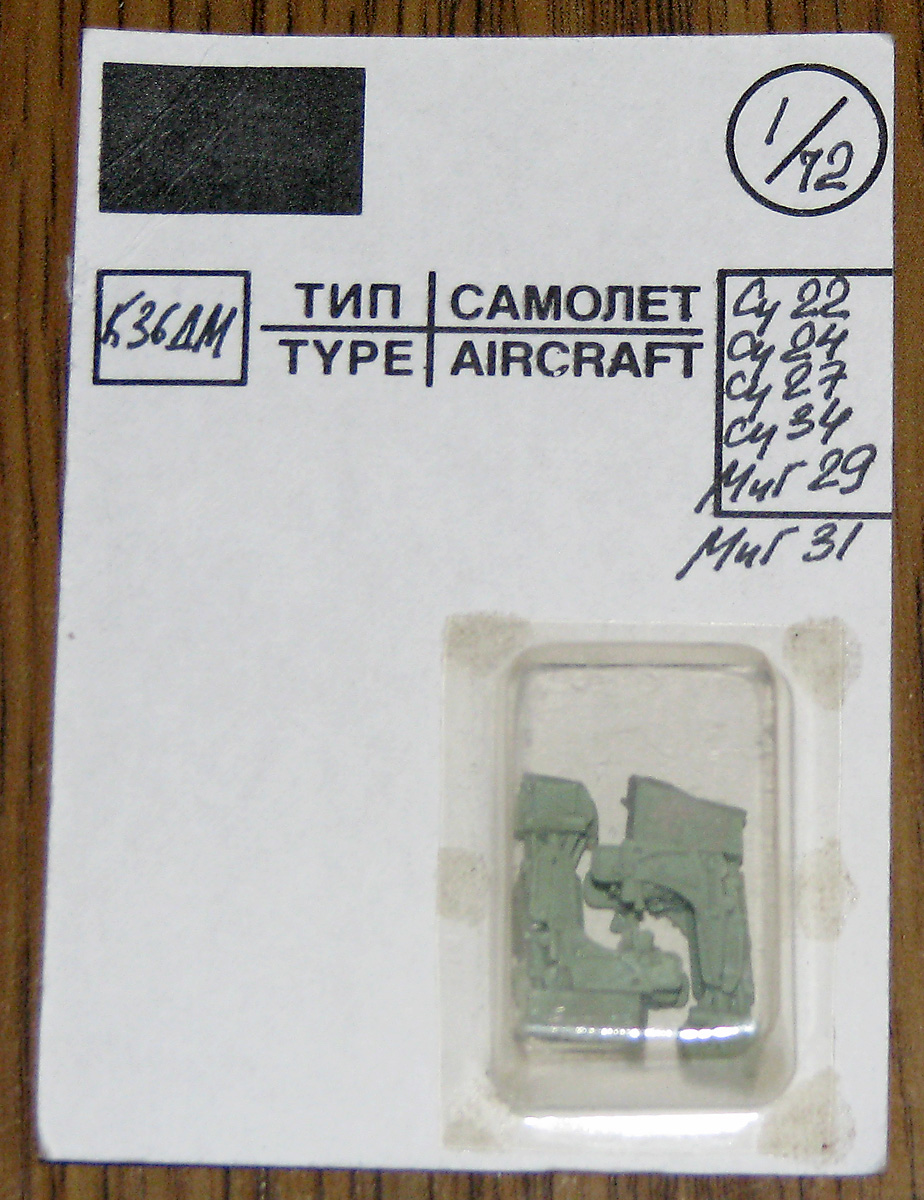 1/72
К36ДМ
ТИП САМОЛЕТ
TYPE AIRCRAFT
Су 22
Су 24
Су 27
Су 34
Миг 29
Миг 31